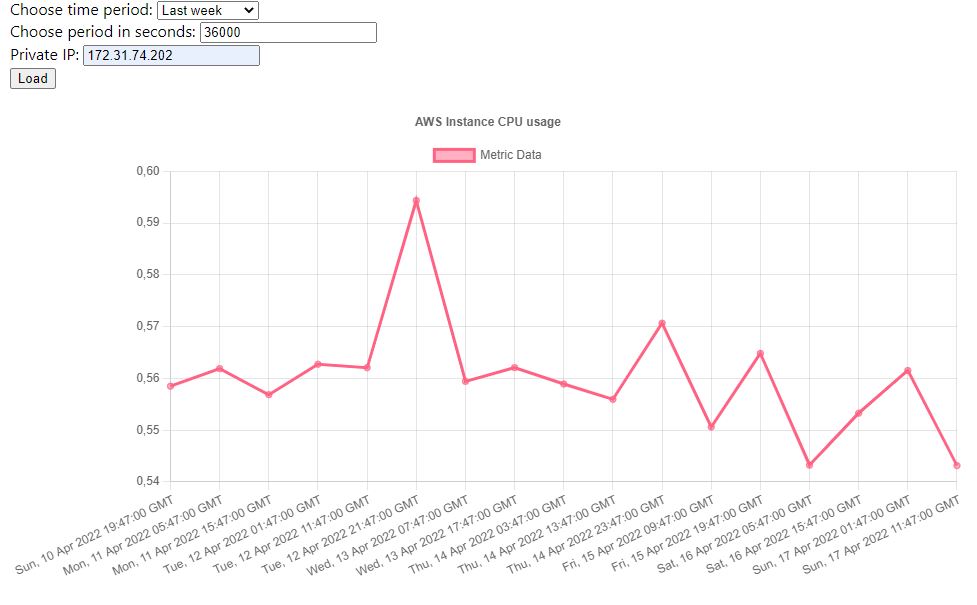 Choose time period: Last week
Choose period in seconds: 36000
Private IP: 172.31.74.202
Load
AWS Instance CPU usage
Metric Data
0,60
0,59
0,58
0,57
0,56
0,55
0,54
Sun, 10 Apr 2022 19:47:00 GMT
Mon, 11 Apr 2022 05:47:00 GMT
Mon, 11 Apr 2022 15:47:00 GMT
Tue, 12 Apr 2022 01:47:00 GMT
Tue, 12 Apr 2022 11:47:00 GMT
Tue, 12 Apr 2022 21:47:00 GMT
Wed, 13 Apr 2022 07:47:00 GMT
Wed, 13 Apr 2022 17:47:00 GMT
Thu, 14 Apr 2022 03:47:00 GMT
Thu, 14 Apr 2022 13:47:00 GMT
Thu, 14 Apr 2022 23:47:00 GMT
Fri, 15 Apr 2022 09:47:00 GMT
Fri, 15 Apr 2022 19:47:00 GMT
Sat, 16 Apr 2022 05:47:00 GMT
Sat, 16 Apr 2022 15:47:00 GMT
Sun, 17 Apr 2022 01:47:00 GMT
Sun, 17 Apr 2022 11:47:00 GMT